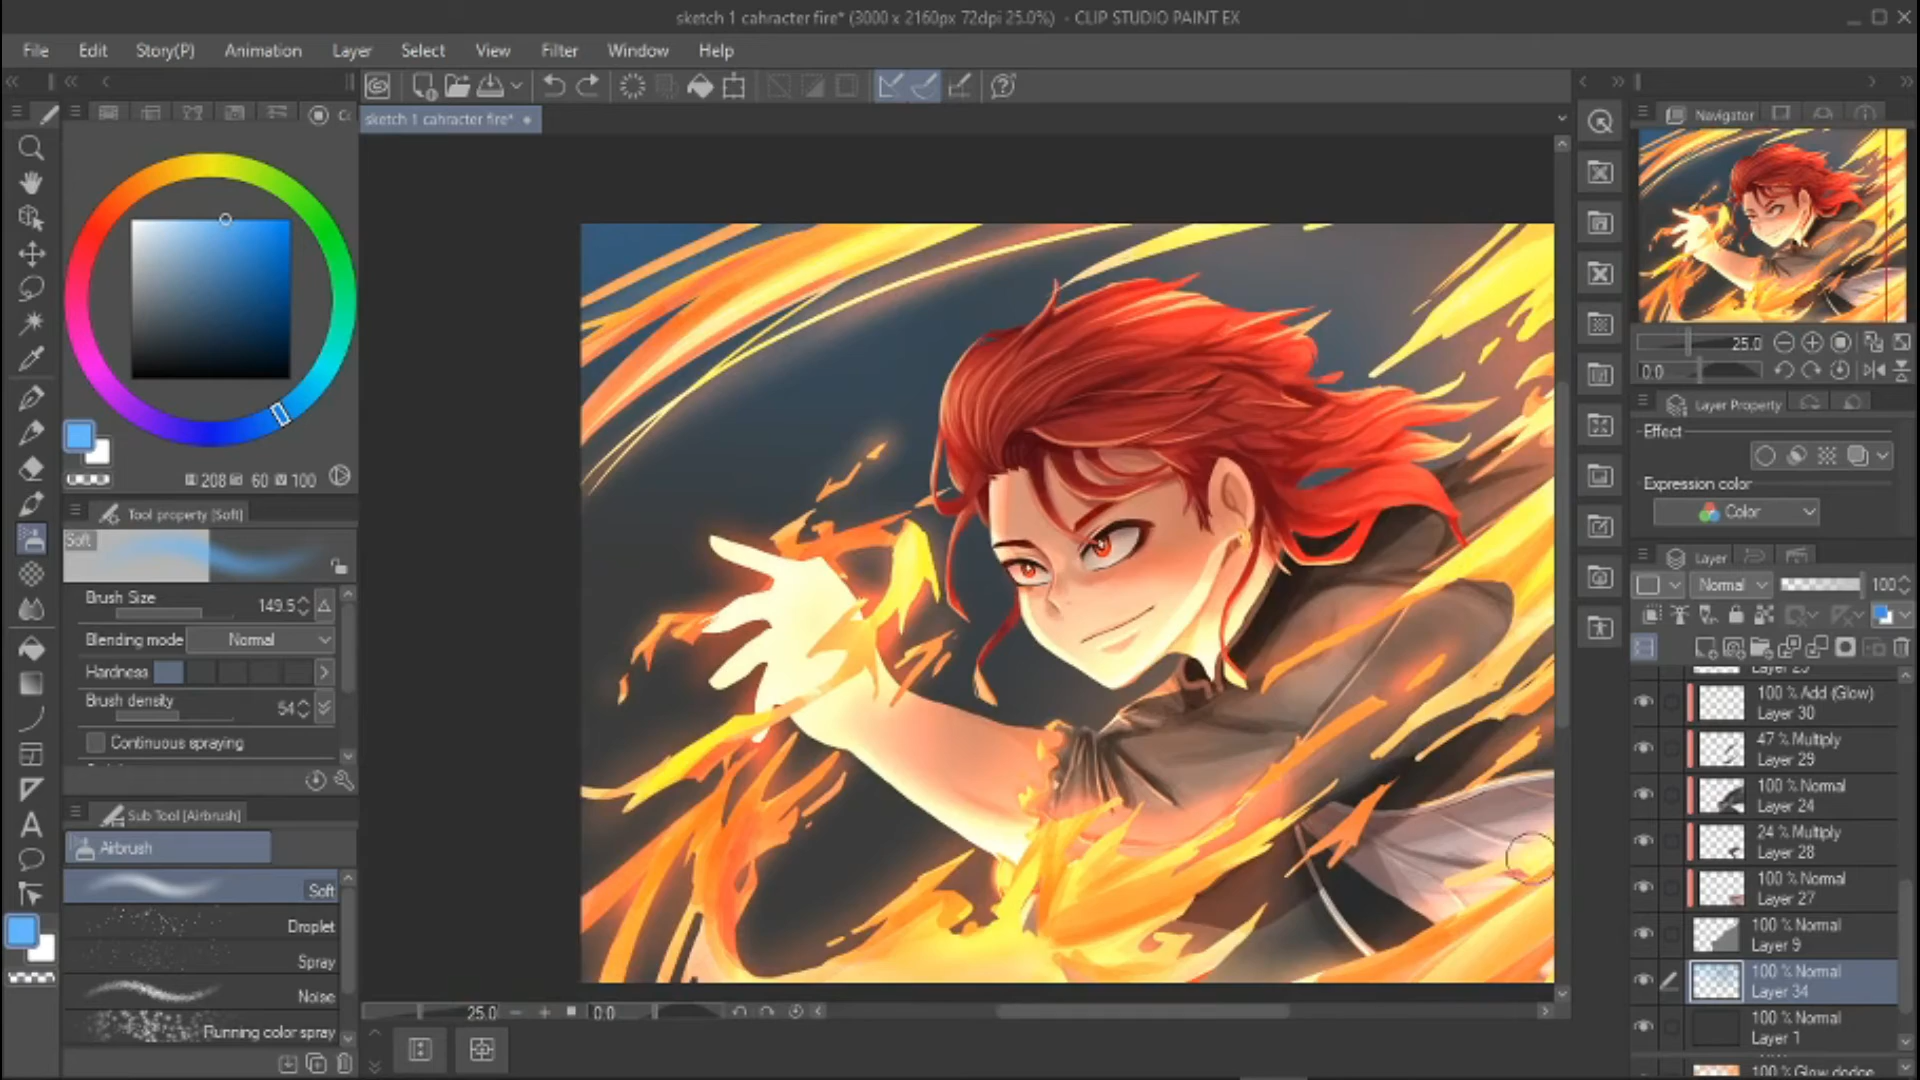 sketch 1 cahracter fire* (3000 x 2160px 72dpi 25.0%) - CLIP STUDIO PAINT EX
File Edit Story(P) Animation Layer Select View Filter Window Help
sketch 1 cahracter fire*
Navigator
25.0
0.0
Layer Property
Effect
Expression color
Color
Layer
Normal 100
100 % Add (Glow)
Layer 30
47 % Multiply
Layer 29
100 % Normal
Layer 24
24 % Multiply
Layer 28
100 % Normal
Layer 27
100 % Normal
Layer 9
100 % Normal
Layer 34
100 % Normal
Layer 1
100 % Glow dodge
208 60 100
Tool property [Soft]
Soft
Brush Size 149.5
Blending mode Normal
Hardness
Brush density 54
Continuous spraying
Sub Tool [Airbrush]
Airbrush
Soft
Droplet
Spray
Noise
Running color spray
25.0 0.0